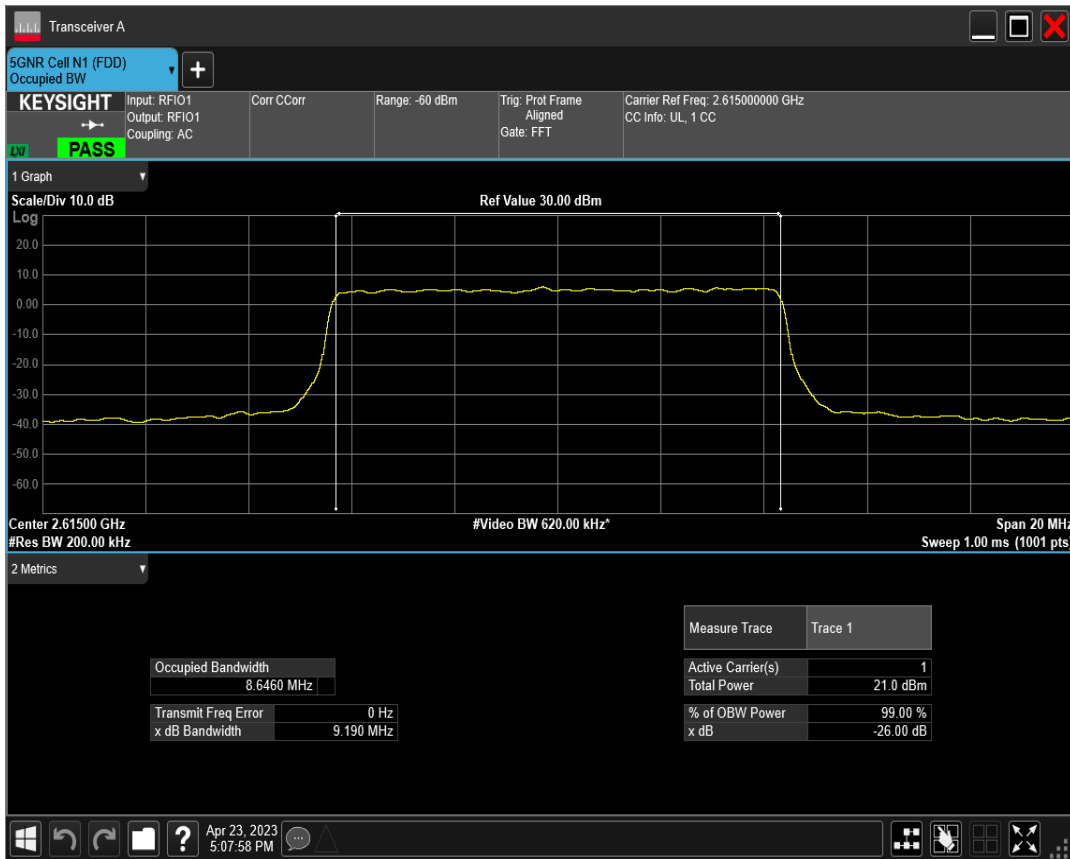 Transceiver A
5GNR Cell N1 (FDD)
Occupied BW
+
KEYSIGHT
LXI
PASS
Input: RFIO1
Output: RFIO1
Coupling: AC
Corr CCorr
Range: -60 dBm
Trig: Prot Frame
Aligned
Gate: FFT
Carrier Ref Freq: 2.615000000 GHz
CC Info: UL, 1 CC
1 Graph
Scale/Div 10.0 dB
Ref Value 30.00 dBm
Log
20.0
10.0
0.00
-10.0
-20.0
-30.0
-40.0
-50.0
-60.0
Center 2.61500 GHz
#Video BW 620.00 kHz*
Span 20 MHz
#Res BW 200.00 kHz
Sweep 1.00 ms (1001 pts)
2 Metrics
Measure Trace Trace 1
Occupied Bandwidth
8.6460 MHz
Active Carrier(s) 1
Total Power 21.0 dBm
Transmit Freq Error 0 Hz
x dB Bandwidth 9.190 MHz
% of OBW Power 99.00 %
x dB -26.00 dB
?
Apr 23, 2023
5:07:58 PM